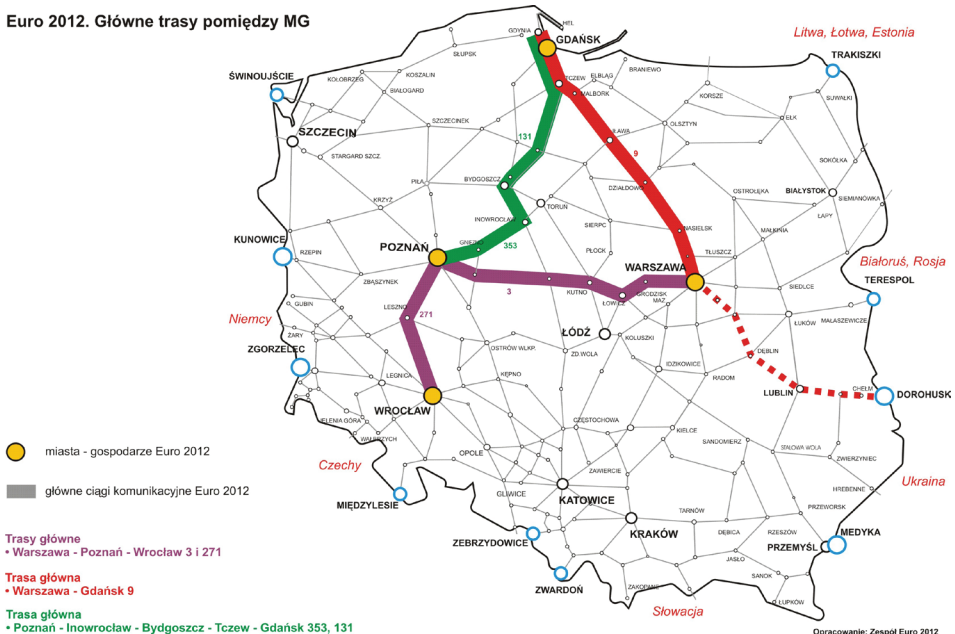 Euro 2012. Główne trasy pomiędzy MG
HEL
GDYNIA
GDAŃSK
Litwa, Łotwa, Estonia
TRAKISZKI
SŁUPSK
BRANIEWO
ŚWINOUJŚCIE
KOŁOBRZEG
KOSZALIN
TCZEW
ELBLĄG
MALBORK
BIAŁOGARD
KORSZE
SUWAŁKI
EŁK
SZCZECIN
SZCZECINEK
OLSZTYN
IŁAWA
131
9
STARGARD SZCZ.
SOKÓŁKA
PIŁA
BYDGOSZCZ
DZIAŁDOWO
OSTROŁĘKA
BIAŁYSTOK
SIEMIANÓWKA
KRZYŻ
TORUŃ
ŁAPY
INOWROCŁAW
SIERPC
NASIELSK
MAŁKINIA
KUNOWICE
POZNAŃ
GNIEZNO
353
PŁOCK
TŁUSZCZ
RZEPIN
WARSZAWA
Białoruś, Rosja
ZBĄSZYNEK
3
KUTNO
GRODZISK
MAZ.
SIEDLCE
TERESPOL
GUBIN
LESZNO
271
ŁOWICZ
MAŁASZEWICZE
Niemcy
ŁUKÓW
ŻARY
ŁÓDŹ
KOLUSZKI
ZGORZELEC
OSTRÓW WLKP.
ZD.WOLA
DĘBLIN
IDZIKOWICE
LEGNICA
KĘPNO
RADOM
LUBLIN
CHEŁM
DOROHUSK
WROCŁAW
JELENIA GÓRA
CZĘSTOCHOWA
KIELCE
WAŁBRZYCH
SANDOMIERZ
miasta - gospodarze Euro 2012
OPOLE
STALOWA WOLA
ZWIERZYNIEC
Czechy
ZAWIERCIE
Ukraina
główne ciągi komunikacyjne Euro 2012
GLIWICE
HREBENNE
MIĘDZYLESIE
KATOWICE
TARNÓW
PRZEWORSK
KRAKÓW
DĘBICA
RZESZÓW
MEDYKA
Trasy główne
• Warszawa - Poznań - Wrocław 3 i 271
ZEBRZYDOWICE
PRZEMYŚL
JASŁO
Trasa główna
• Warszawa - Gdańsk 9
SANOK
ZWARDOŃ
ZAKOPANE
ŁUPKÓW
Słowacja
Trasa główna
• Poznań - Inowrocław - Bydgoszcz - Tczew - Gdańsk 353, 131
Opracowanie: Zespół Euro 2012